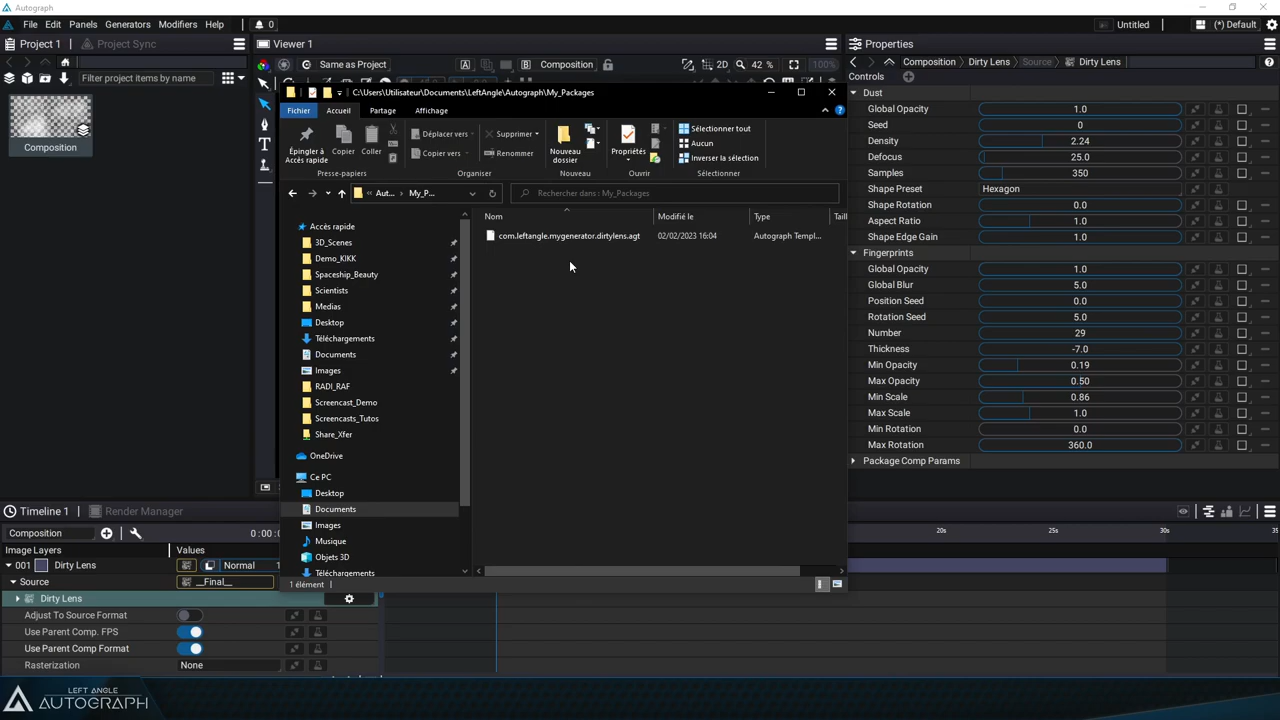 Autograph
File Edit Panels Generators Modifiers Help 0 Untitled (*) Default
Project 1 Project Sync Viewer 1 Properties
Same as Project A B Composition 2D 42 % 100%
Composition Dirty Lens Source Dirty Lens
Filter project items by name
Controls
Composition
C:\Users\Utilisateur\Documents\LeftAngle\Autograph\My_Packages
Fichier Accueil Partage Affichage
Épingler à Accès rapide
Copier
Coller
Presse-papiers
Déplacer vers
Copier vers
Supprimer
Renommer
Organiser
Nouveau dossier
Nouveau
Propriétés
Ouvrir
Sélectionner tout
Aucun
Inverser la sélection
Sélectionner
« Aut... My_P... Rechercher dans : My_Packages
Nom Modifié le Type Taill
com.leftangle.mygenerator.dirtylens.agt 02/02/2023 16:04 Autograph Templ...
Accès rapide
3D_Scenes
Demo_KIKK
Spaceship_Beauty
Scientists
Medias
Desktop
Téléchargements
Documents
Images
RADI_RAF
Screencast_Demo
Screencasts_Tutos
Share_Xfer
OneDrive
Ce PC
Desktop
Documents
Images
Musique
Objets 3D
Téléchargements
1 élément
Dust
Global Opacity 1.0
Seed 0
Density 2.24
Defocus 25.0
Samples 350
Shape Preset Hexagon
Shape Rotation 0.0
Aspect Ratio 1.0
Shape Edge Gain 1.0
Fingerprints
Global Opacity 1.0
Global Blur 5.0
Position Seed 0.0
Rotation Seed 5.0
Number 29
Thickness -7.0
Min Opacity 0.19
Max Opacity 0.50
Min Scale 0.86
Max Scale 1.0
Min Rotation 0.0
Max Rotation 360.0
Package Comp Params
Timeline 1 Render Manager
Composition 0:00:0 20s 25s 30s 35
Image Layers Values
001 Dirty Lens Normal 1
Source __Final__
Dirty Lens
Adjust To Source Format
Use Parent Comp. FPS
Use Parent Comp Format
Rasterization None
LEFT ANGLE
AUTOGRAPH